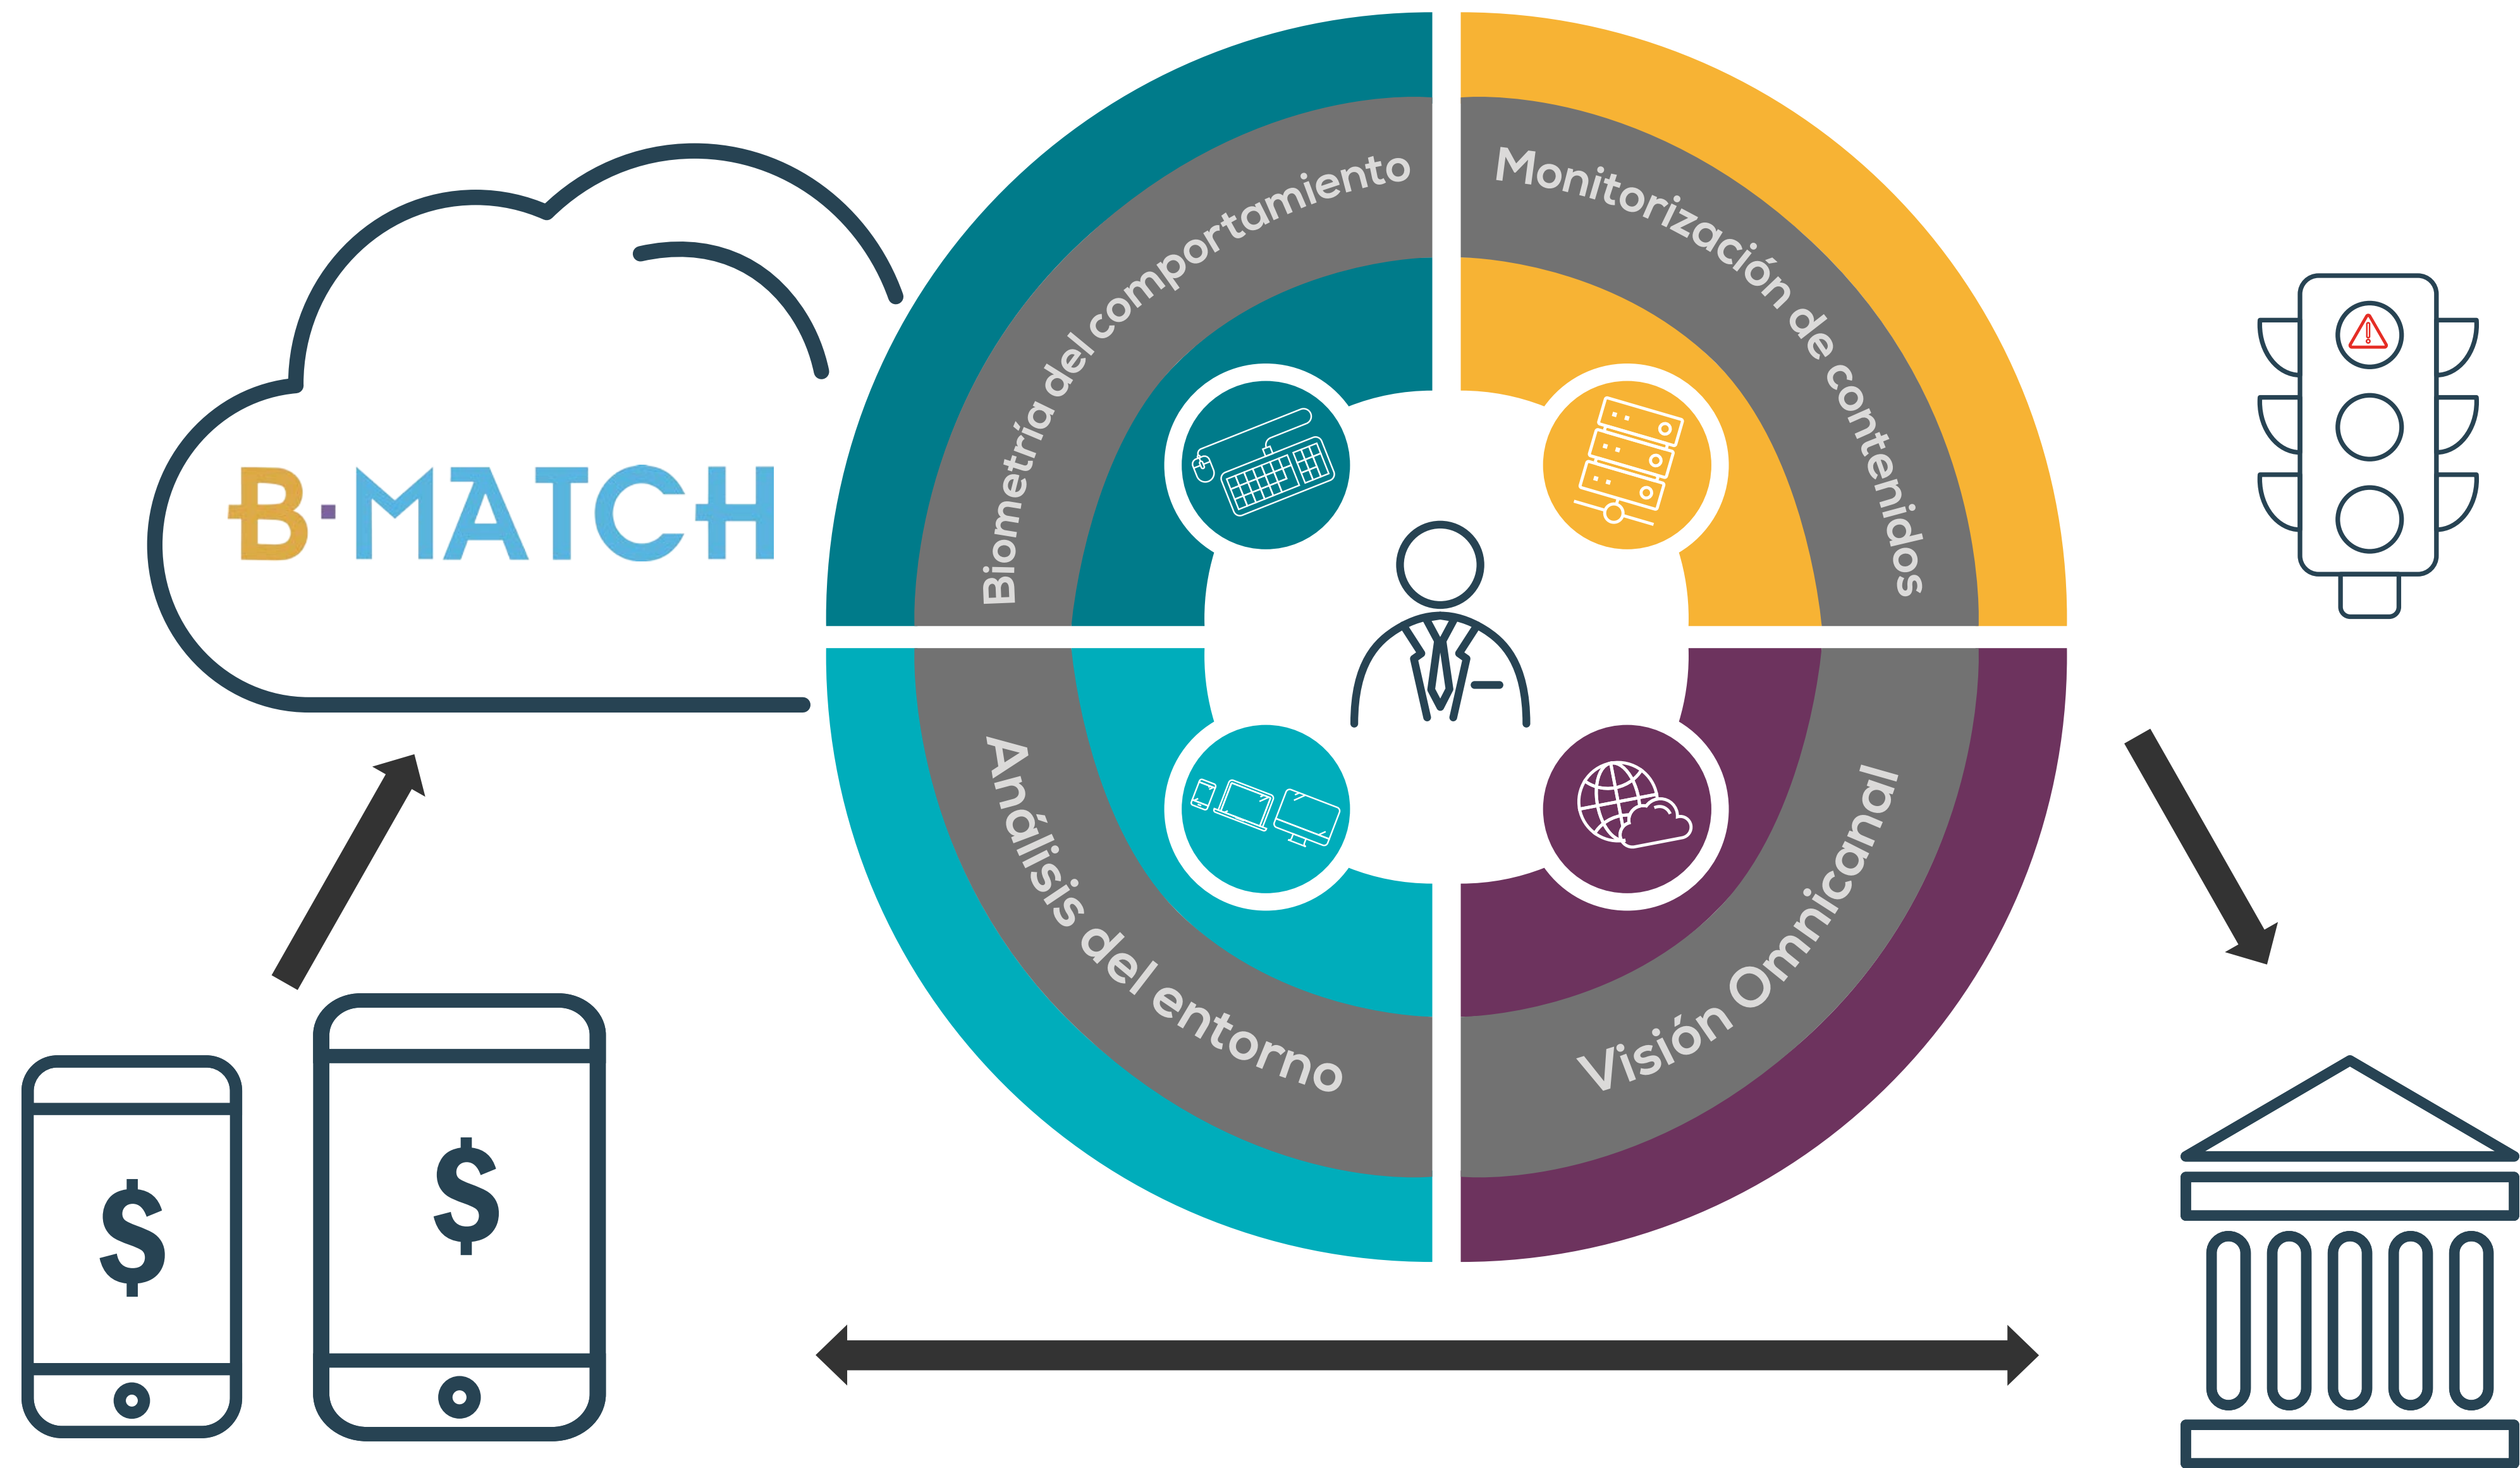 B·MATCH
Biometría del comportamiento
Monitorización de contenidos
Análisis del entorno
Visión Omnicanal
$
$